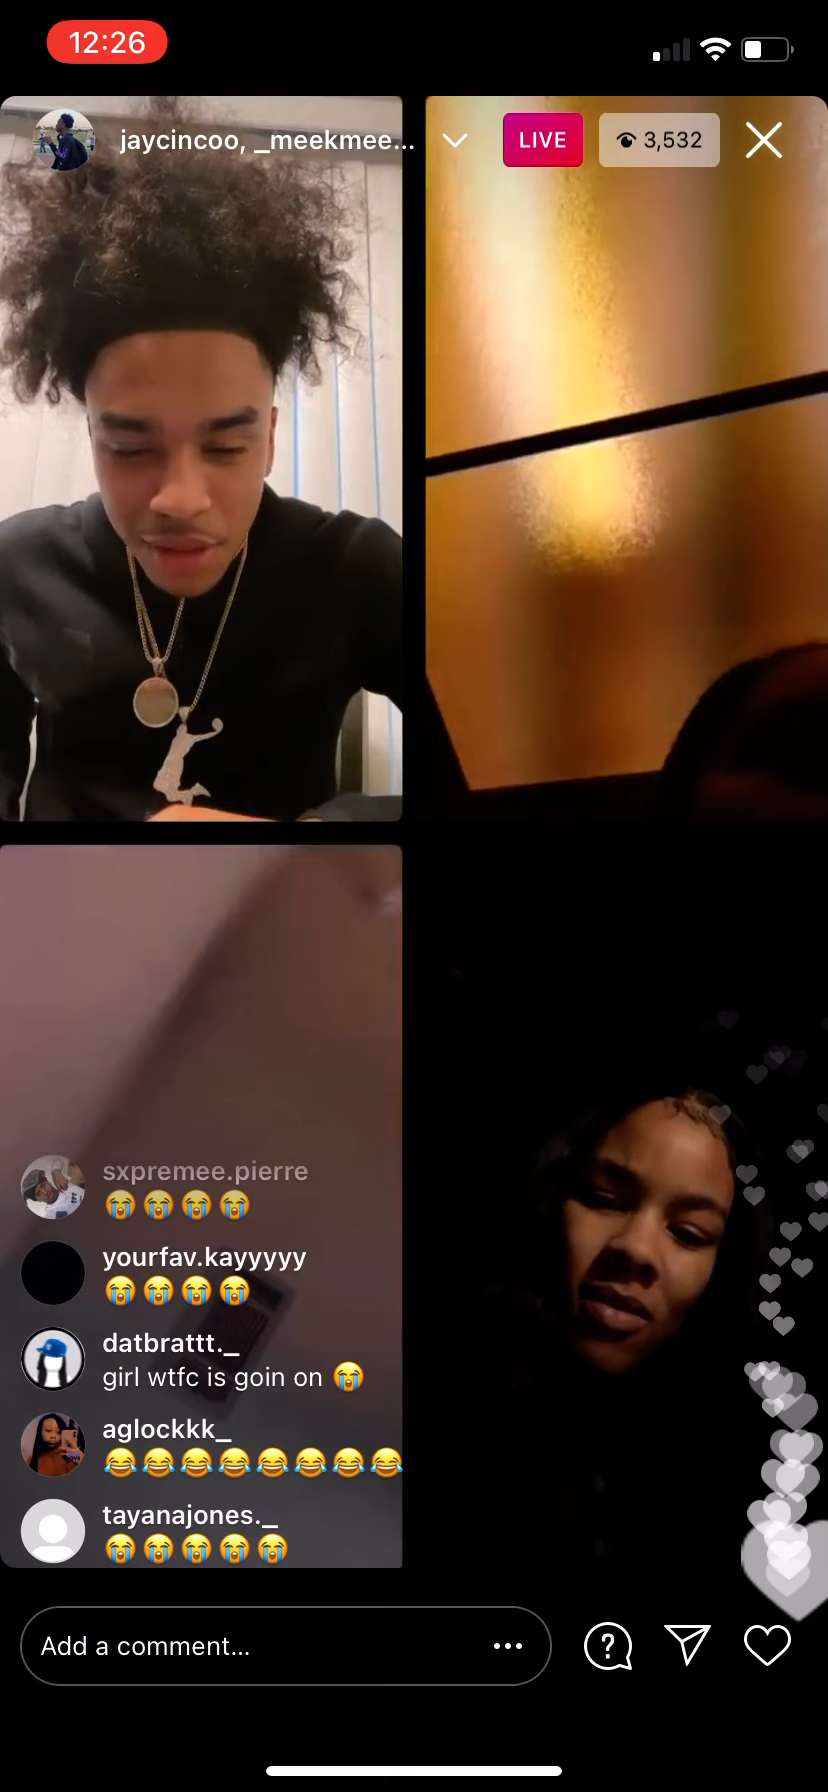 12:26
jaycincoo, _meekmee...
LIVE
3,532
sxpremee.pierre
😭😭😭😭
yourfav.kayyyyy
😭😭😭😭
datbrattt._
girl wtfc is goin on 😭
aglockkk_
😂😂😂😂😂😂😂😂
tayanajones._
😭😭😭😭😭
Add a comment...